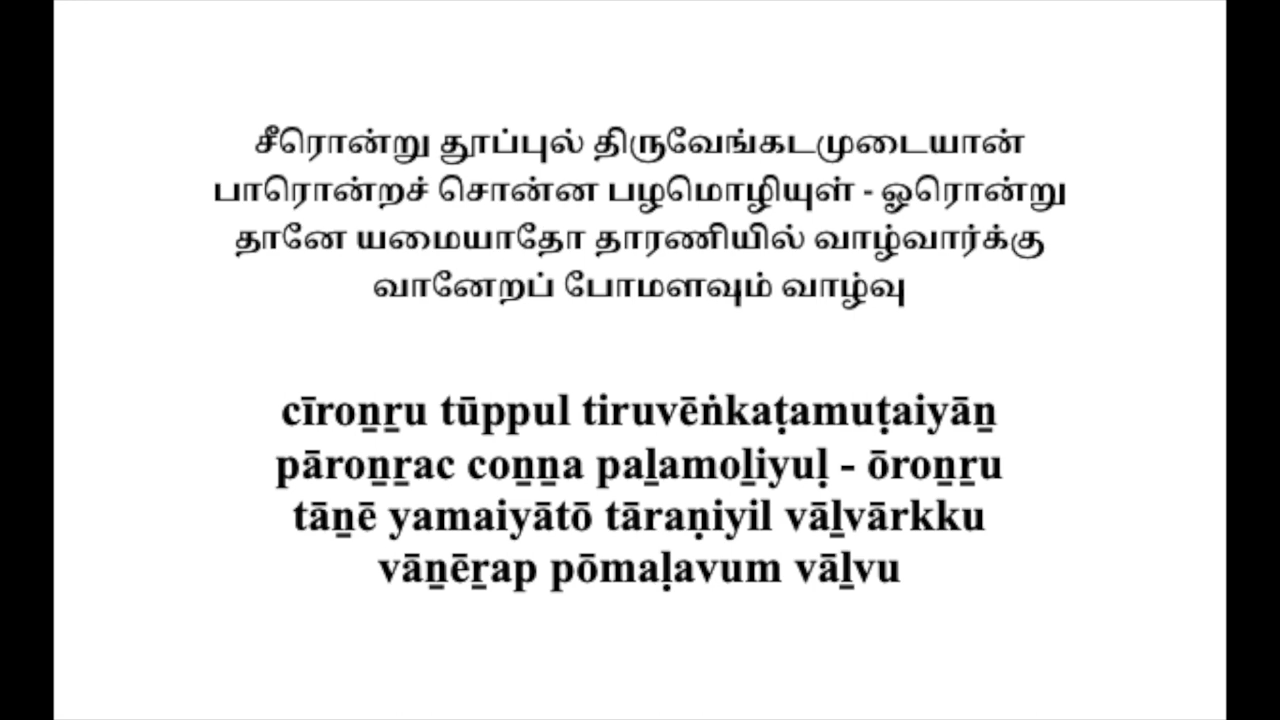 சீரொன்று தூப்புல் திருவேங்கடமுடையான்
பாரொன்றச் சொன்ன பழமொழியுள் - ஓரொன்று
தானே யமையாதோ தாரணியில் வாழ்வார்க்கு
வானேறப் போமளவும் வாழ்வு
cīroṉṟu tūppul tiruvēṅkaṭamuṭaiyāṉ
pāroṉṟac coṉṉa paḻamoḻiyuḷ - ōroṉṟu
tāṉē yamaiyātō tāraṇiyil vāḻvārkku
vāṉēṟap pōmaḷavum vāḻvu